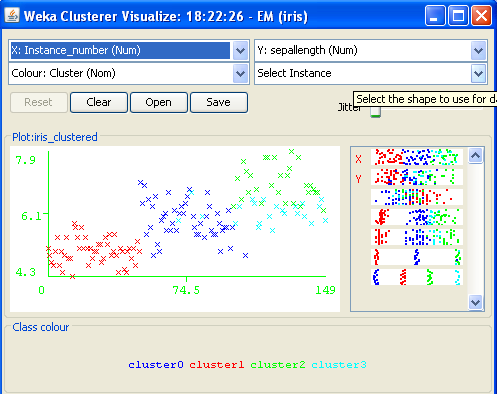 Weka Clusterer Visualize: 18:22:26 - EM (iris)
X: Instance_number (Num) Y: sepallength (Num)
Colour: Cluster (Nom) Select Instance
Reset Clear Open Save Jitter
Select the shape to use for d
Plot:iris_clustered
7.9
6.1
4.3
0 74.5 149
X
Y
Class colour
cluster0 cluster1 cluster2 cluster3